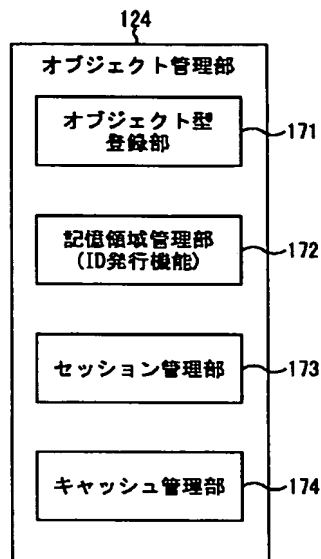 124
オブジェクト管理部
オブジェクト型
登録部
171
記憶領域管理部
(ID発行機能)
172
セッション管理部
173
キャッシュ管理部
174